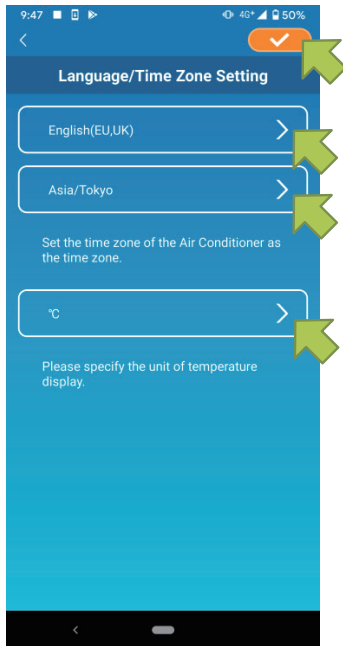 9:47 4G+ 50%
Language/Time Zone Setting
English(EU,UK)
Asia/Tokyo
Set the time zone of the Air Conditioner as
the time zone.
℃
Please specify the unit of temperature
display.